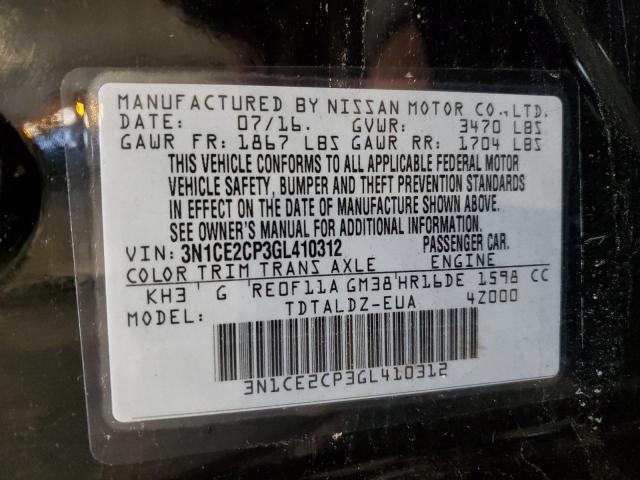 MANUFACTURED BY NISSAN MOTOR CO.,LTD.
DATE: 07/16. GVWR: 3470 LBS
GAWR FR: 1867 LBS GAWR RR: 1704 LBS
THIS VEHICLE CONFORMS TO ALL APPLICABLE FEDERAL MOTOR
VEHICLE SAFETY, BUMPER AND THEFT PREVENTION STANDARDS
IN EFFECT ON THE DATE OF MANUFACTURE SHOWN ABOVE.
SEE OWNER'S MANUAL FOR ADDITIONAL INFORMATION
VIN: 3N1CE2CP3GL410312 PASSENGER CAR.
COLOR TRIM TRANS AXLE ENGINE
KH3 ' G 'RE0F11A GM38'HR16DE 1598 CC
MODEL: TDTALDZ-EUA 4Z000
3N1CE2CP3GL410312